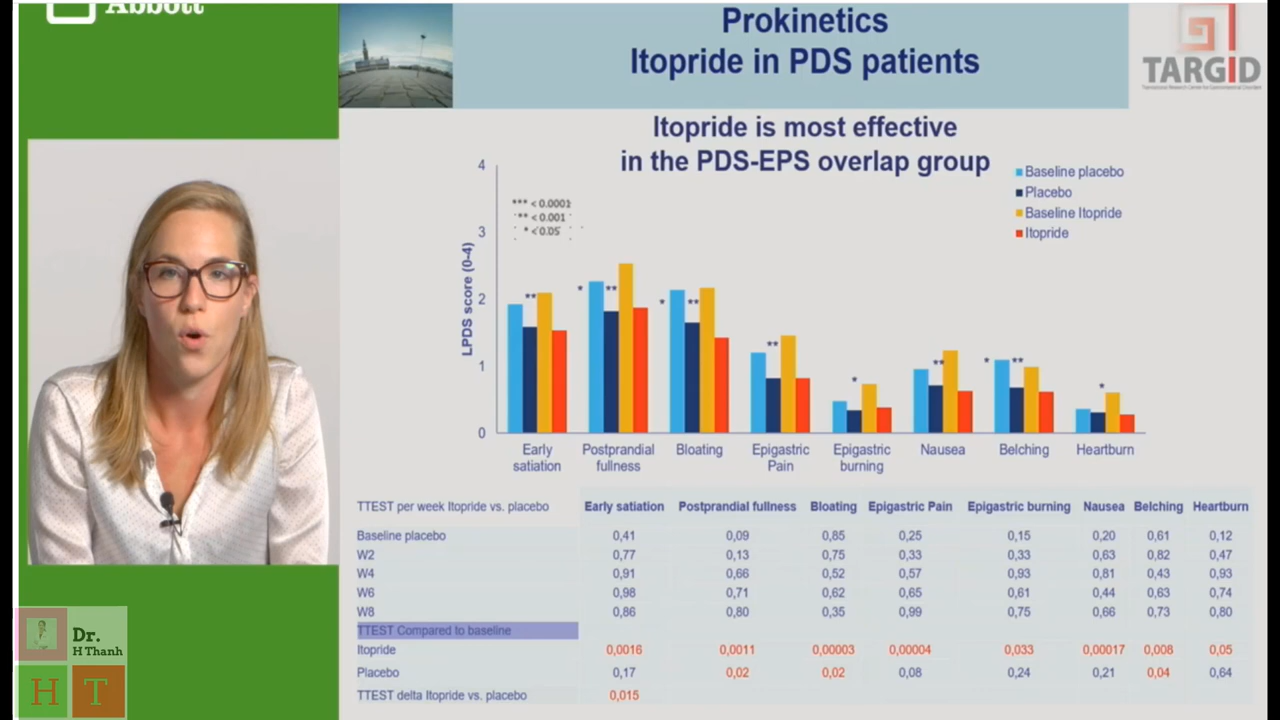 Abbott
Prokinetics
Itopride in PDS patients
TARGID
Itopride is most effective
in the PDS-EPS overlap group
Baseline placebo
Placebo
Baseline Itopride
Itopride
*** < 0.0001
** < 0.001
* < 0.05
LPDS score (0-4)
4
3
2
1
0
** * ** * ** ** * ** * ** *
Early satiation
Postprandial fullness
Bloating
Epigastric Pain
Epigastric burning
Nausea
Belching
Heartburn
TTEST per week Itopride vs. placebo Early satiation Postprandial fullness Bloating Epigastric Pain Epigastric burning Nausea Belching Heartburn
Baseline placebo 0,41 0,09 0,85 0,25 0,15 0,20 0,61 0,12
W2 0,77 0,13 0,75 0,33 0,33 0,63 0,82 0,47
W4 0,91 0,66 0,52 0,57 0,93 0,81 0,43 0,93
W6 0,98 0,71 0,62 0,65 0,61 0,44 0,63 0,74
W8 0,86 0,80 0,35 0,99 0,75 0,66 0,73 0,80
TTEST Compared to baseline
Itopride 0,0016 0,0011 0,00003 0,00004 0,033 0,00017 0,008 0,05
Placebo 0,17 0,02 0,02 0,08 0,24 0,21 0,04 0,64
TTEST delta Itopride vs. placebo 0,015
Dr.
H Thanh
H T